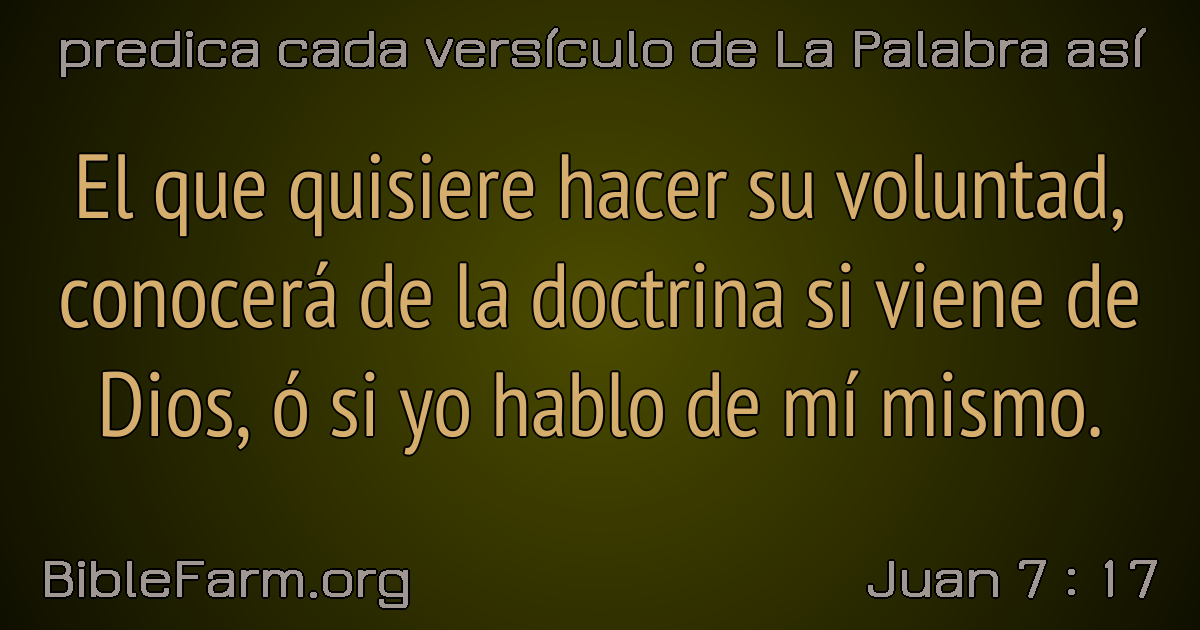 predica cada versículo de La Palabra así
El que quisiere hacer su voluntad,
conocerá de la doctrina si viene de
Dios, ó si yo hablo de mí mismo.
BibleFarm.org
Juan 7 : 17